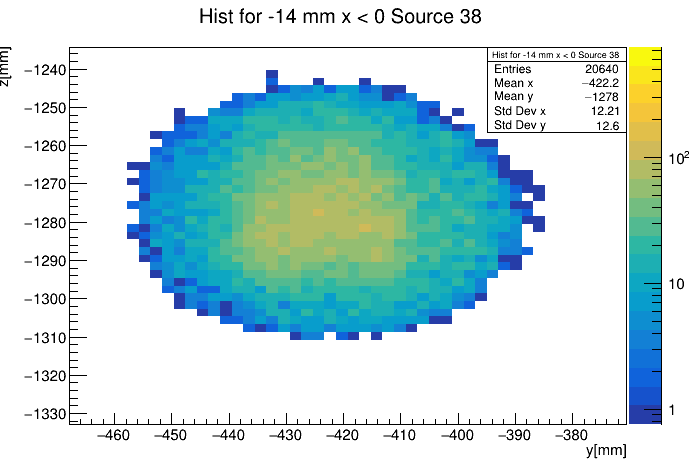 Hist for -14 mm x < 0 Source 38
z[mm]
Hist for -14 mm x < 0 Source 38
Entries 20640
Mean x −422.2
Mean y −1278
Std Dev x 12.21
Std Dev y 12.6
−1240
−1250
−1260
−1270
−1280
−1290
−1300
−1310
−1320
−1330
−460 −450 −440 −430 −420 −410 −400 −390 −380
y[mm]
10²
10
1